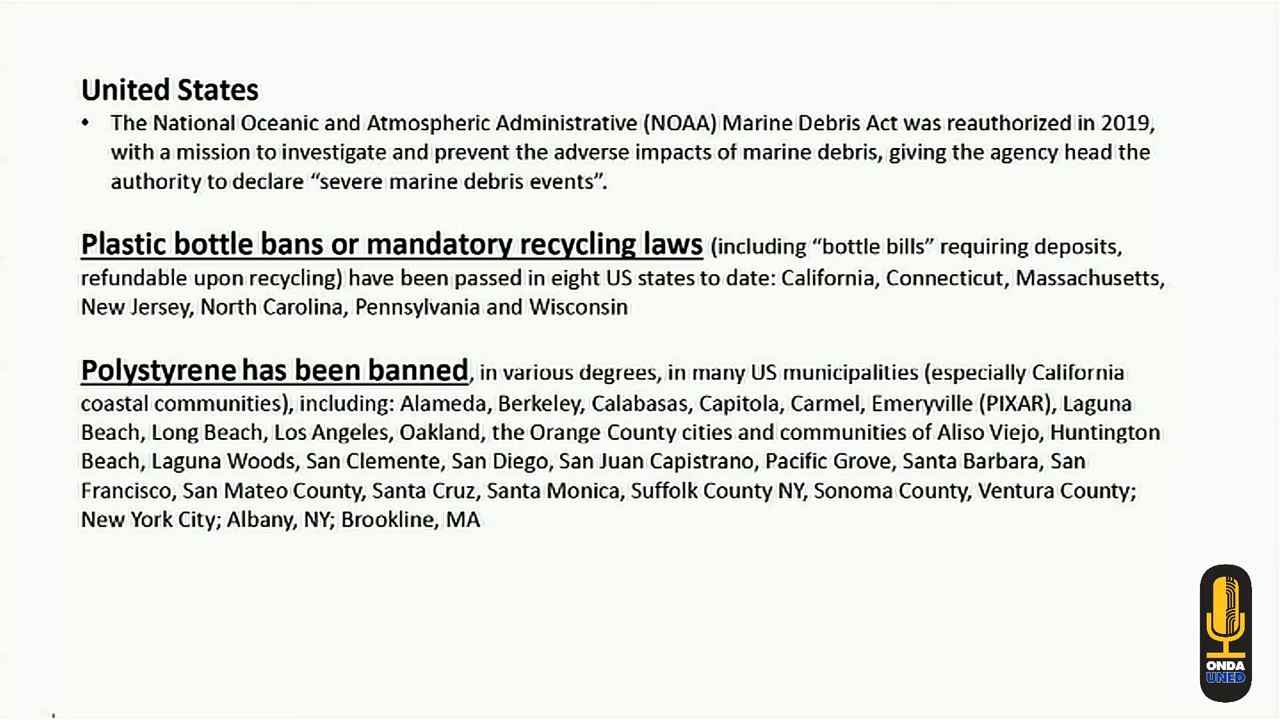 United States
• The National Oceanic and Atmospheric Administrative (NOAA) Marine Debris Act was reauthorized in 2019,
with a mission to investigate and prevent the adverse impacts of marine debris, giving the agency head the
authority to declare “severe marine debris events”.
Plastic bottle bans or mandatory recycling laws (including “bottle bills” requiring deposits,
refundable upon recycling) have been passed in eight US states to date: California, Connecticut, Massachusetts,
New Jersey, North Carolina, Pennsylvania and Wisconsin
Polystyrene has been banned, in various degrees, in many US municipalities (especially California
coastal communities), including: Alameda, Berkeley, Calabasas, Capitola, Carmel, Emeryville (PIXAR), Laguna
Beach, Long Beach, Los Angeles, Oakland, the Orange County cities and communities of Aliso Viejo, Huntington
Beach, Laguna Woods, San Clemente, San Diego, San Juan Capistrano, Pacific Grove, Santa Barbara, San
Francisco, San Mateo County, Santa Cruz, Santa Monica, Suffolk County NY, Sonoma County, Ventura County;
New York City; Albany, NY; Brookline, MA
ONDA
UNED